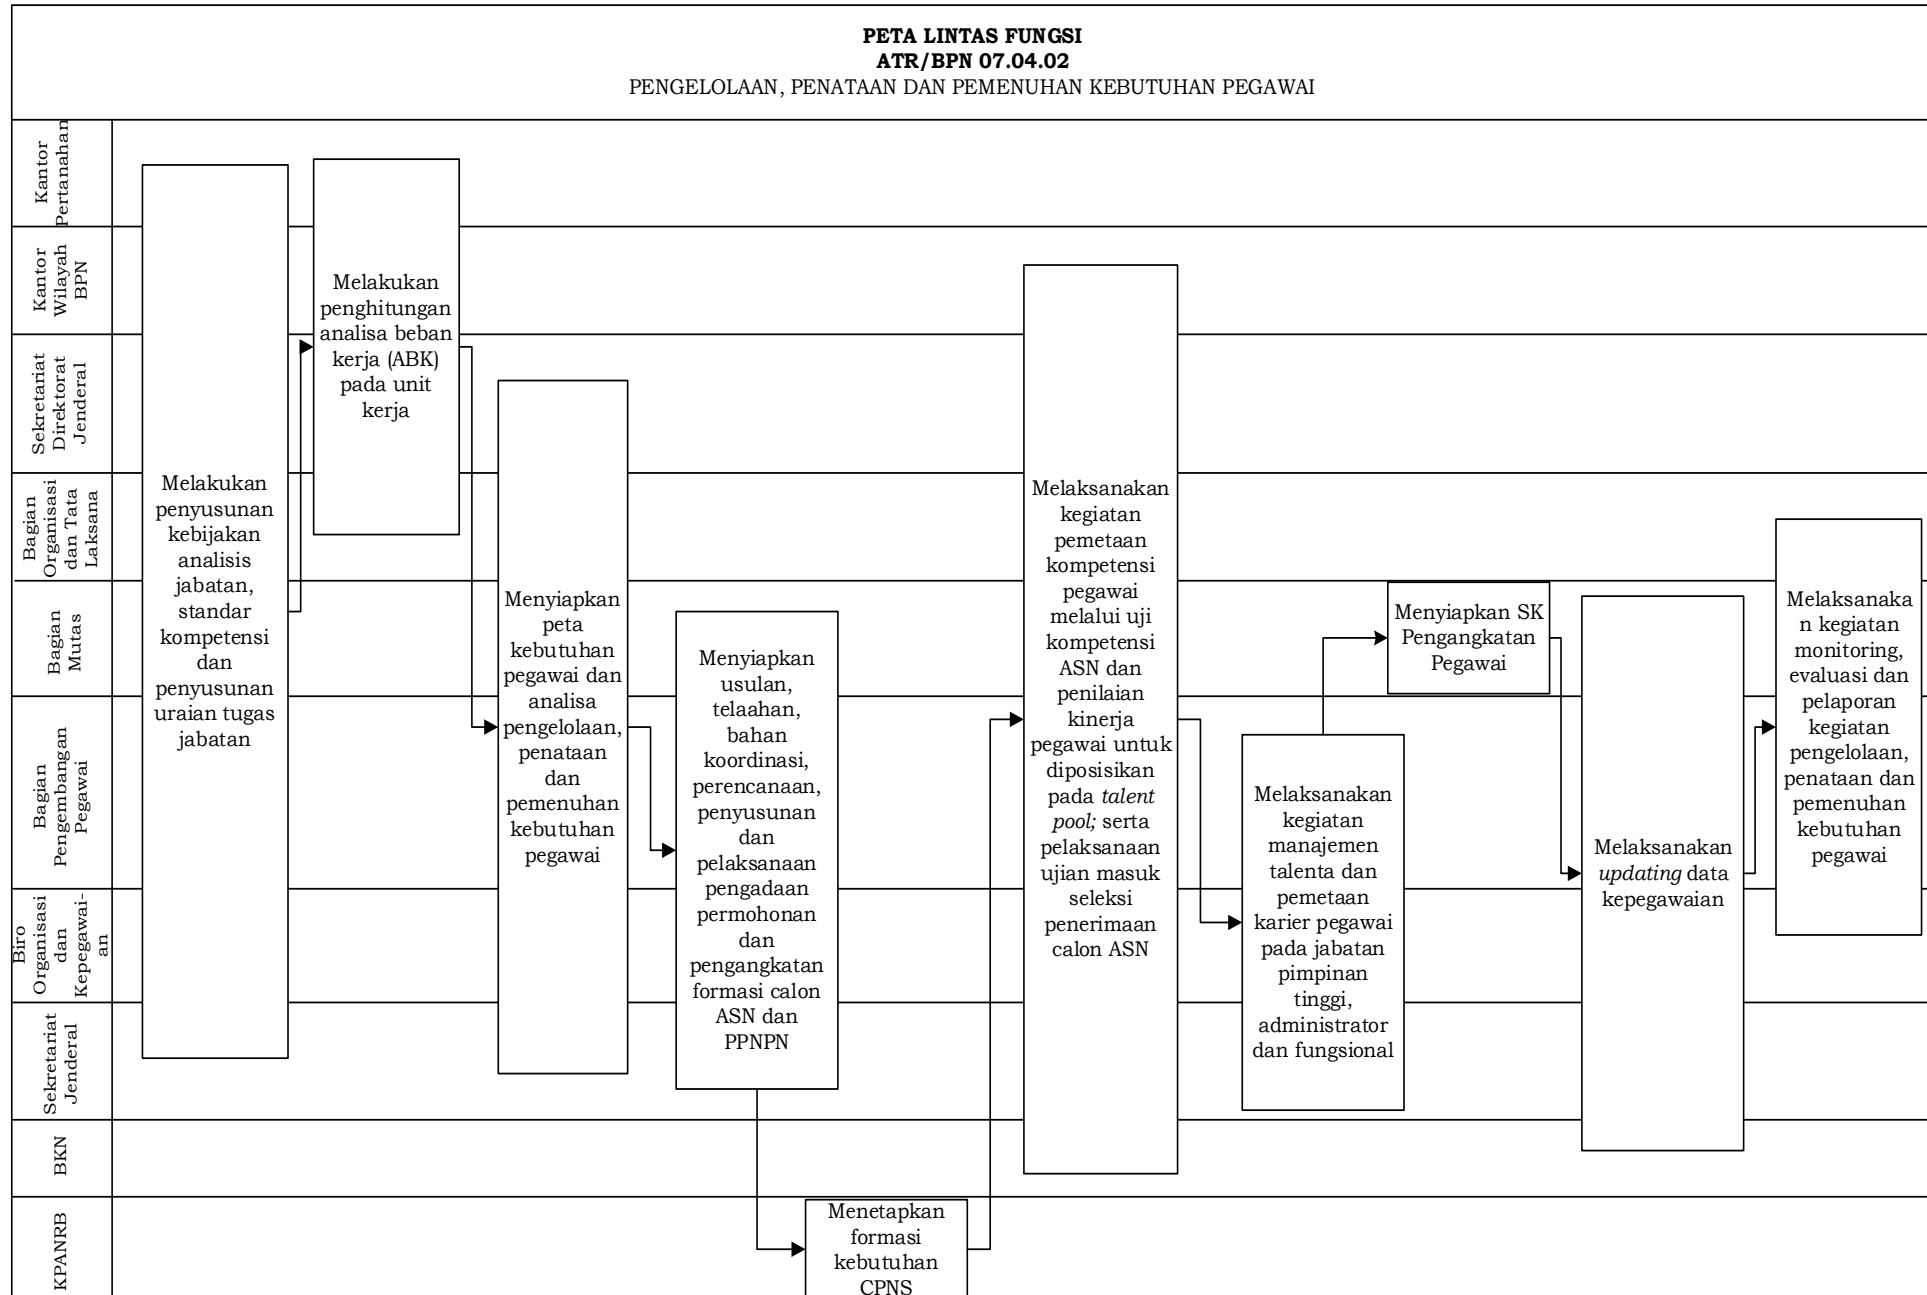 PETA LINTAS FUNGSI
ATR/BPN 07.04.02
PENGELOLAAN, PENATAAN DAN PEMENUHAN KEBUTUHAN PEGAWAI
Kantor
Pertanahan
Kantor
Wilayah
BPN
Sekretariat
Direktorat
Jenderal
Bagian
Organisasi
dan Tata
Laksana
Bagian
Mutas
Bagian
Pengembangan
Pegawai
Biro
Organisasi
dan
Kepegawai-
an
Sekretariat
Jenderal
BKN
KPANRB
Melakukan
penyusunan
kebijakan
analisis
jabatan,
standar
kompetensi
dan
penyusunan
uraian tugas
jabatan
Melakukan
penghitungan
analisa beban
kerja (ABK)
pada unit
kerja
Menyiapkan
peta
kebutuhan
pegawai dan
analisa
pengelolaan,
penataan
dan
pemenuhan
kebutuhan
pegawai
Menyiapkan
usulan,
telaahan,
bahan
koordinasi,
perencanaan,
penyusunan
dan
pelaksanaan
pengadaan
permohonan
dan
pengangkatan
formasi calon
ASN dan
PPNPN
Menetapkan
formasi
kebutuhan
CPNS
Melaksanakan
kegiatan
pemetaan
kompetensi
pegawai
melalui uji
kompetensi
ASN dan
penilaian
kinerja
pegawai untuk
diposisikan
pada talent
pool; serta
pelaksanaan
ujian masuk
seleksi
penerimaan
calon ASN
Melaksanakan
kegiatan
manajemen
talenta dan
pemetaan
karier pegawai
pada jabatan
pimpinan
tinggi,
administrator
dan fungsional
Menyiapkan SK
Pengangkatan
Pegawai
Melaksanakan
updating data
kepegawaian
Melaksanaka
n kegiatan
monitoring,
evaluasi dan
pelaporan
kegiatan
pengelolaan,
penataan dan
pemenuhan
kebutuhan
pegawai